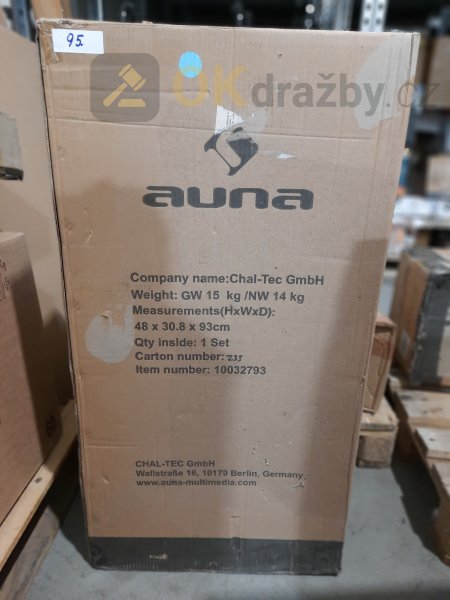 95.
OKdražby.cz
auna
Company name:Chal-Tec GmbH
Weight: GW 15 kg /NW 14 kg
Measurements(HxWxD):
48 x 30.8 x 93cm
Qty inside: 1 Set
Carton number: 235
Item number: 10032793
CHAL-TEC GmbH
Wallstraße 16, 10179 Berlin, Germany
www.auna-multimedia.com